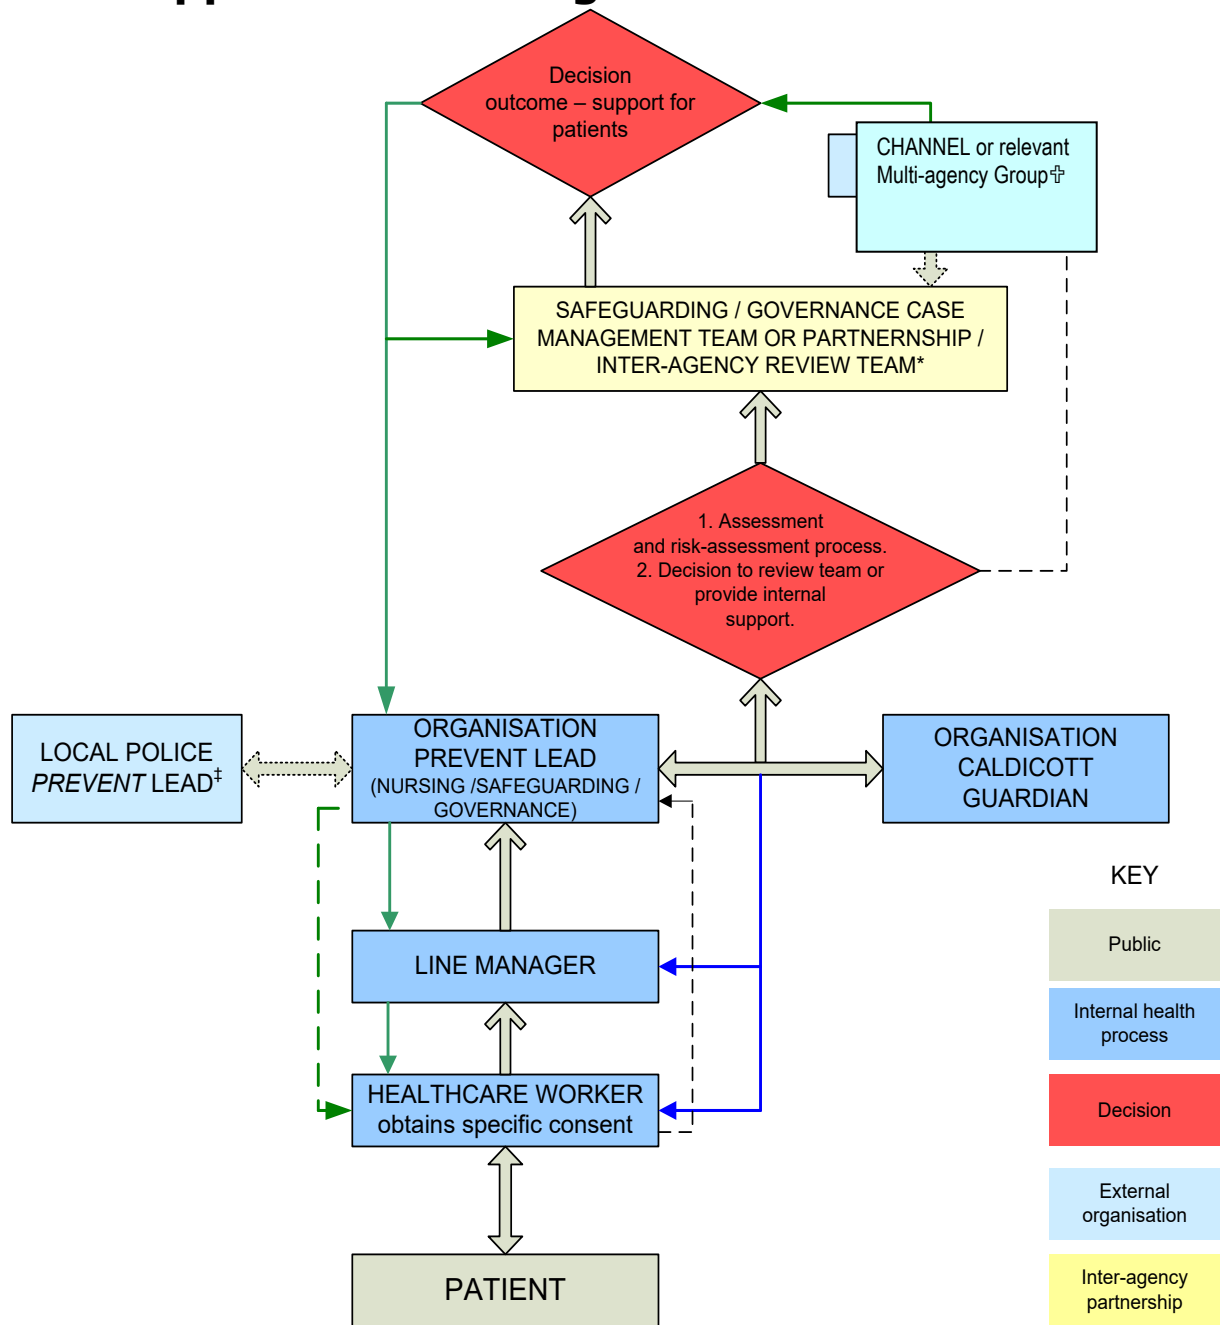 Decision
outcome – support for
patients
CHANNEL or relevant
Multi-agency Group✞
SAFEGUARDING / GOVERNANCE CASE
MANAGEMENT TEAM OR PARTNERNSHIP /
INTER-AGENCY REVIEW TEAM*
1. Assessment
and risk-assessment process.
2. Decision to review team or
provide internal
support.
LOCAL POLICE
PREVENT LEAD‡
ORGANISATION
PREVENT LEAD
(NURSING /SAFEGUARDING /
GOVERNANCE)
ORGANISATION
CALDICOTT
GUARDIAN
LINE MANAGER
HEALTHCARE WORKER
obtains specific consent
PATIENT
KEY
Public
Internal health
process
Decision
External
organisation
Inter-agency
partnership